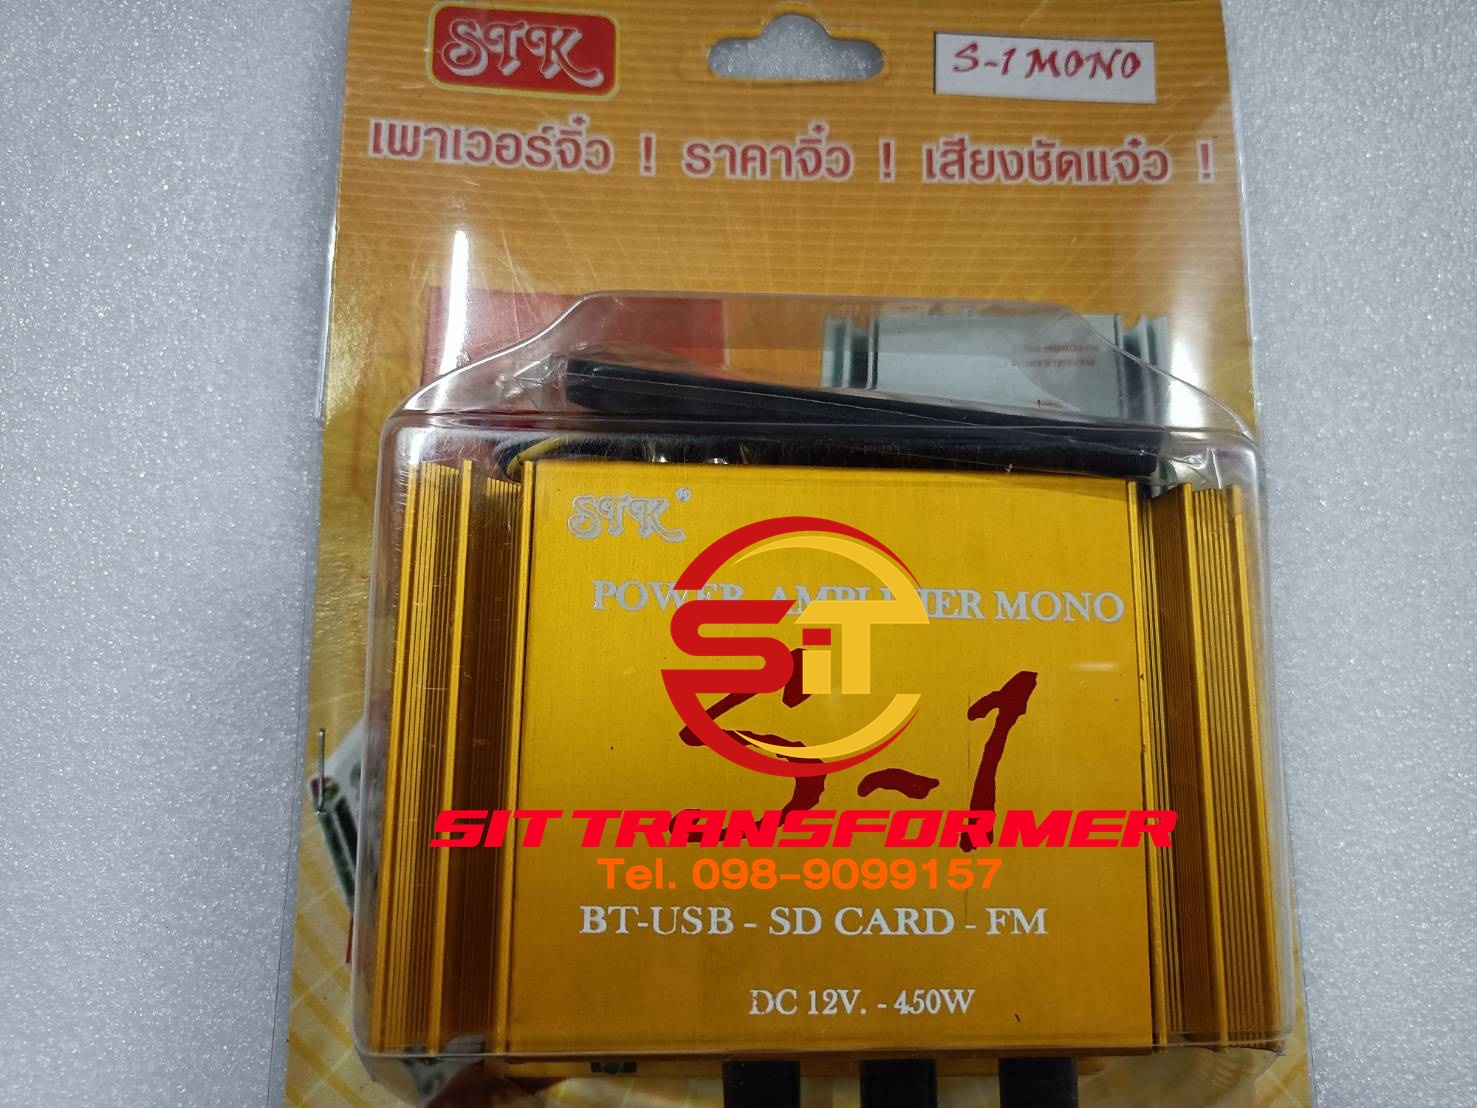 STK
S-1 MONO
เพาเวอร์จิ๋ว ! ราคาจิ๋ว ! เสียงชัดแจ๋ว !
STK
POWER AMPLIFIER MONO
SiT
S-1
SIT TRANSFORMER
Tel. 098-9099157
BT-USB - SD CARD - FM
DC 12V. - 450W